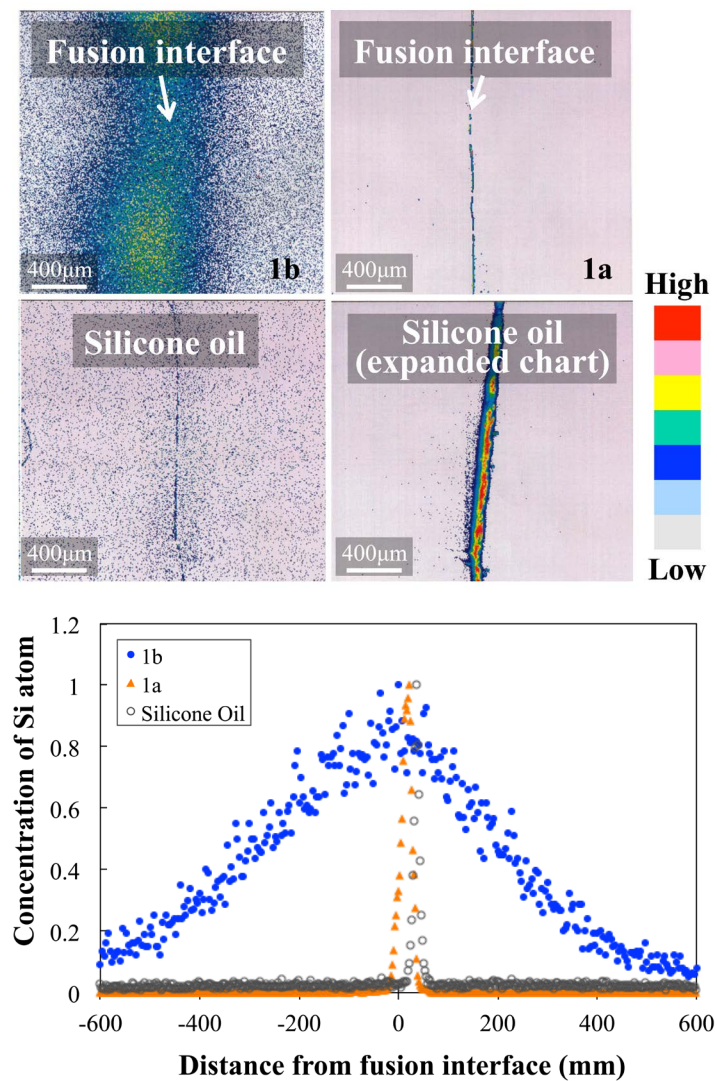 Fusion interface
Fusion interface
400μm
1b
400μm
1a
High
Silicone oil
Silicone oil
(expanded chart)
400μm
400μm
Low
1.2
1
0.8
0.6
0.4
0.2
0
1b
1a
Silicone Oil
Concentration of Si atom
-600
-400
-200
0
200
400
600
Distance from fusion interface (mm)